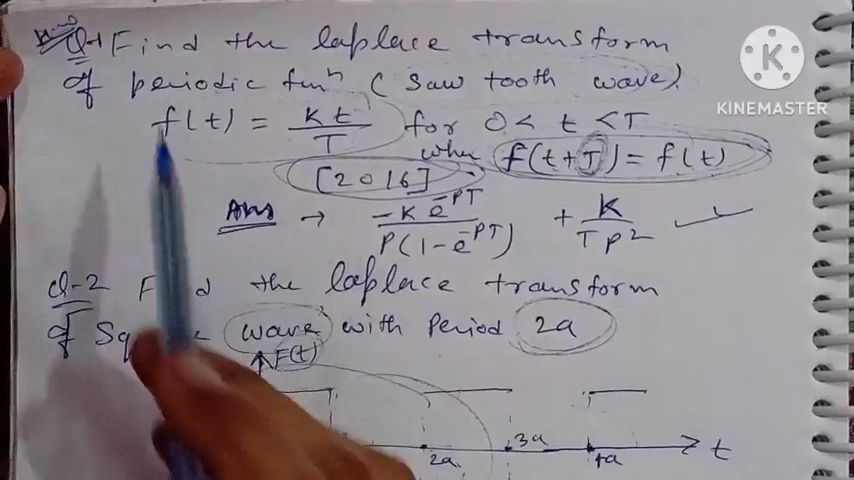 Q-1 Find the laplace transform
of periodic funⁿ (Saw tooth wave).
f(t) = Kt/T for 0 < t < T
when f(t+T) = f(t)
[2016]
Ans → -K e^-PT / P(1-e^-PT) + K / TP²
Q-2 F d the laplace transform
of Sq e wave with Period 2a
F(t)
2a 3a 4a t
K
KINEMASTER